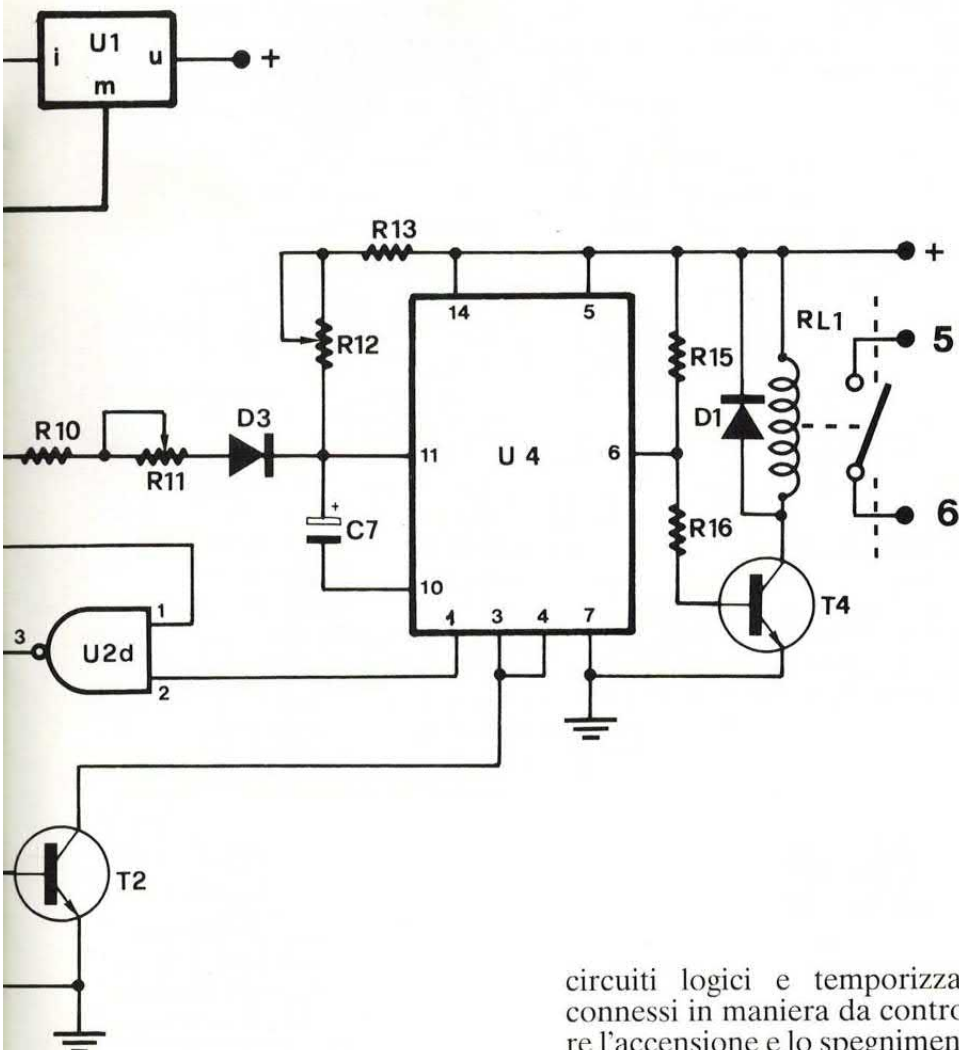 U1
i
u
+
m
R13
+
14
5
RL1
5
R12
R15
D3
D1
R10
11
U 4
6
R11
+
C7
R16
6
10
T4
1
1
3
4
7
3
U2d
2
T2
circuiti logici e temporizza
connessi in maniera da contro
re l'accensione e lo spegnimen